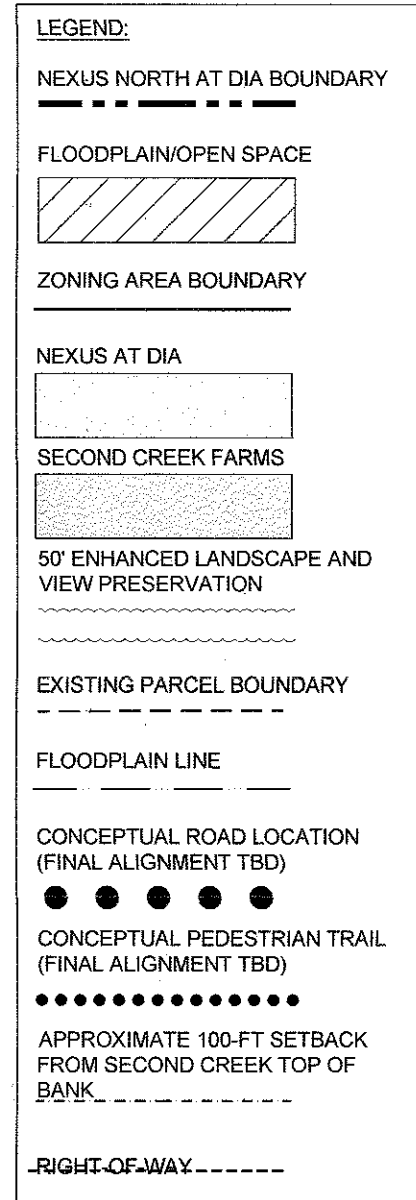 LEGEND:
NEXUS NORTH AT DIA BOUNDARY
FLOODPLAIN/OPEN SPACE
ZONING AREA BOUNDARY
NEXUS AT DIA
SECOND CREEK FARMS
50' ENHANCED LANDSCAPE AND
VIEW PRESERVATION
EXISTING PARCEL BOUNDARY
FLOODPLAIN LINE
CONCEPTUAL ROAD LOCATION
(FINAL ALIGNMENT TBD)
CONCEPTUAL PEDESTRIAN TRAIL
(FINAL ALIGNMENT TBD)
APPROXIMATE 100-FT SETBACK
FROM SECOND CREEK TOP OF
BANK
RIGHT-OF-WAY